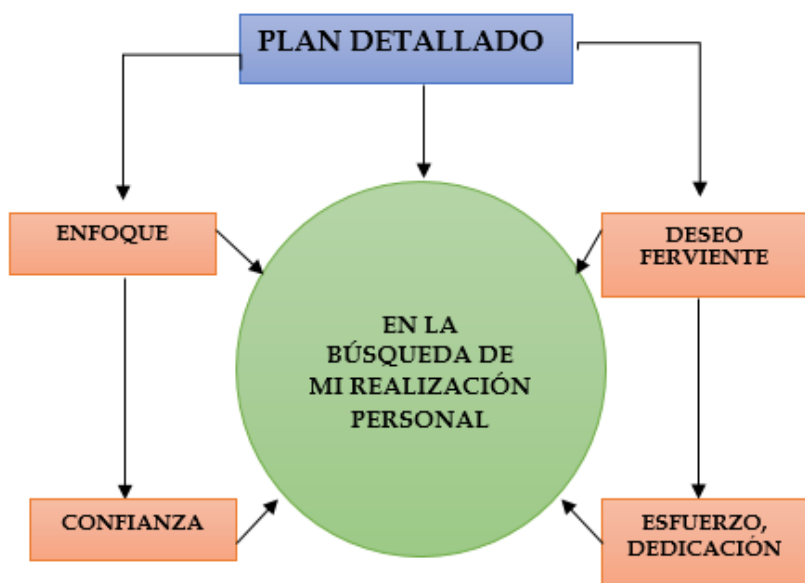 PLAN DETALLADO
ENFOQUE
DESEO
FERVIENTE
EN LA
BÚSQUEDA DE
MI REALIZACIÓN
PERSONAL
CONFIANZA
ESFUERZO,
DEDICACIÓN